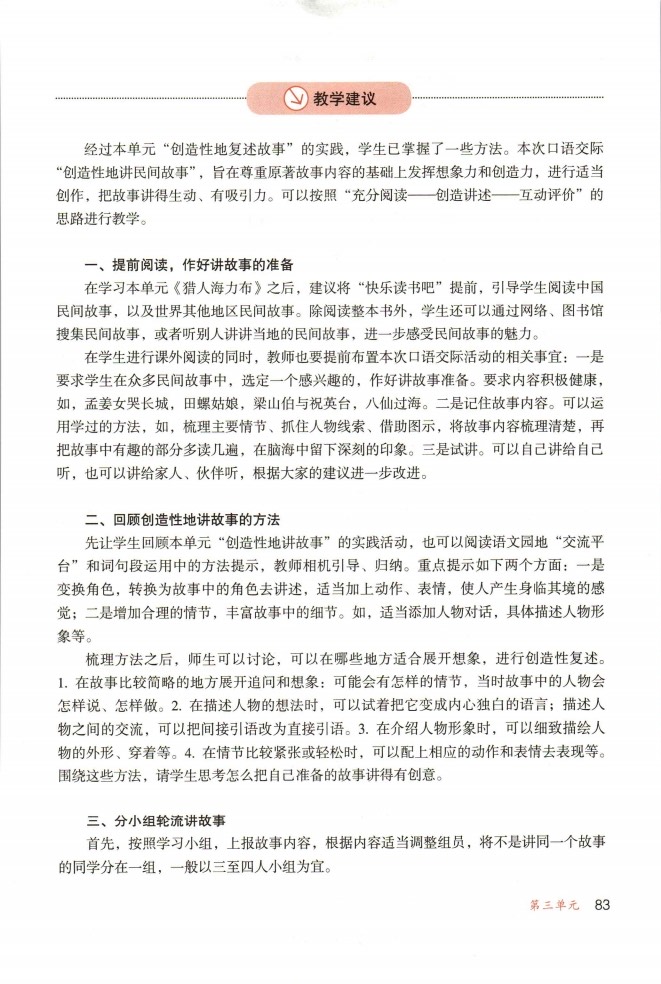 教学建议
经过本单元“创造性地复述故事”的实践，学生已掌握了一些方法。本次口语交际
“创造性地讲民间故事”，旨在尊重原著故事内容的基础上发挥想象力和创造力，进行适当
创作，把故事讲得生动、有吸引力。可以按照“充分阅读——创造讲述——互动评价”的
思路进行教学。
一、提前阅读，作好讲故事的准备
在学习本单元《猎人海力布》之后，建议将“快乐读书吧”提前，引导学生阅读中国
民间故事，以及世界其他地区民间故事。除阅读整本书外，学生还可以通过网络、图书馆
搜集民间故事，或者听别人讲讲当地的民间故事，进一步感受民间故事的魅力。
在学生进行课外阅读的同时，教师也要提前布置本次口语交际活动的相关事宜：一是
要求学生在众多民间故事中，选定一个感兴趣的，作好讲故事准备。要求内容积极健康，
如，孟姜女哭长城，田螺姑娘，梁山伯与祝英台，八仙过海。二是记住故事内容。可以运
用学过的方法，如，梳理主要情节、抓住人物线索、借助图示，将故事内容梳理清楚，再
把故事中有趣的部分多读几遍，在脑海中留下深刻的印象。三是试讲。可以自己讲给自己
听，也可以讲给家人、伙伴听，根据大家的建议进一步改进。
二、回顾创造性地讲故事的方法
先让学生回顾本单元“创造性地讲故事”的实践活动，也可以阅读语文园地“交流平
台”和词句段运用中的方法提示，教师相机引导、归纳。重点提示如下两个方面：一是
变换角色，转换为故事中的角色去讲述，适当加上动作、表情，使人产生身临其境的感
觉；二是增加合理的情节，丰富故事中的细节。如，适当添加人物对话，具体描述人物形
象等。
梳理方法之后，师生可以讨论，可以在哪些地方适合展开想象，进行创造性复述。
1. 在故事比较简略的地方展开追问和想象：可能会有怎样的情节，当时故事中的人物会
怎样说、怎样做。2. 在描述人物的想法时，可以试着把它变成内心独白的语言；描述人
物之间的交流，可以把间接引语改为直接引语。3. 在介绍人物形象时，可以细致描绘人
物的外形、穿着等。4. 在情节比较紧张或轻松时，可以配上相应的动作和表情去表现等。
围绕这些方法，请学生思考怎么把自己准备的故事讲得有创意。
三、分小组轮流讲故事
首先，按照学习小组，上报故事内容，根据内容适当调整组员，将不是讲同一个故事
的同学分在一组，一般以三至四人小组为宜。
第三单元 83